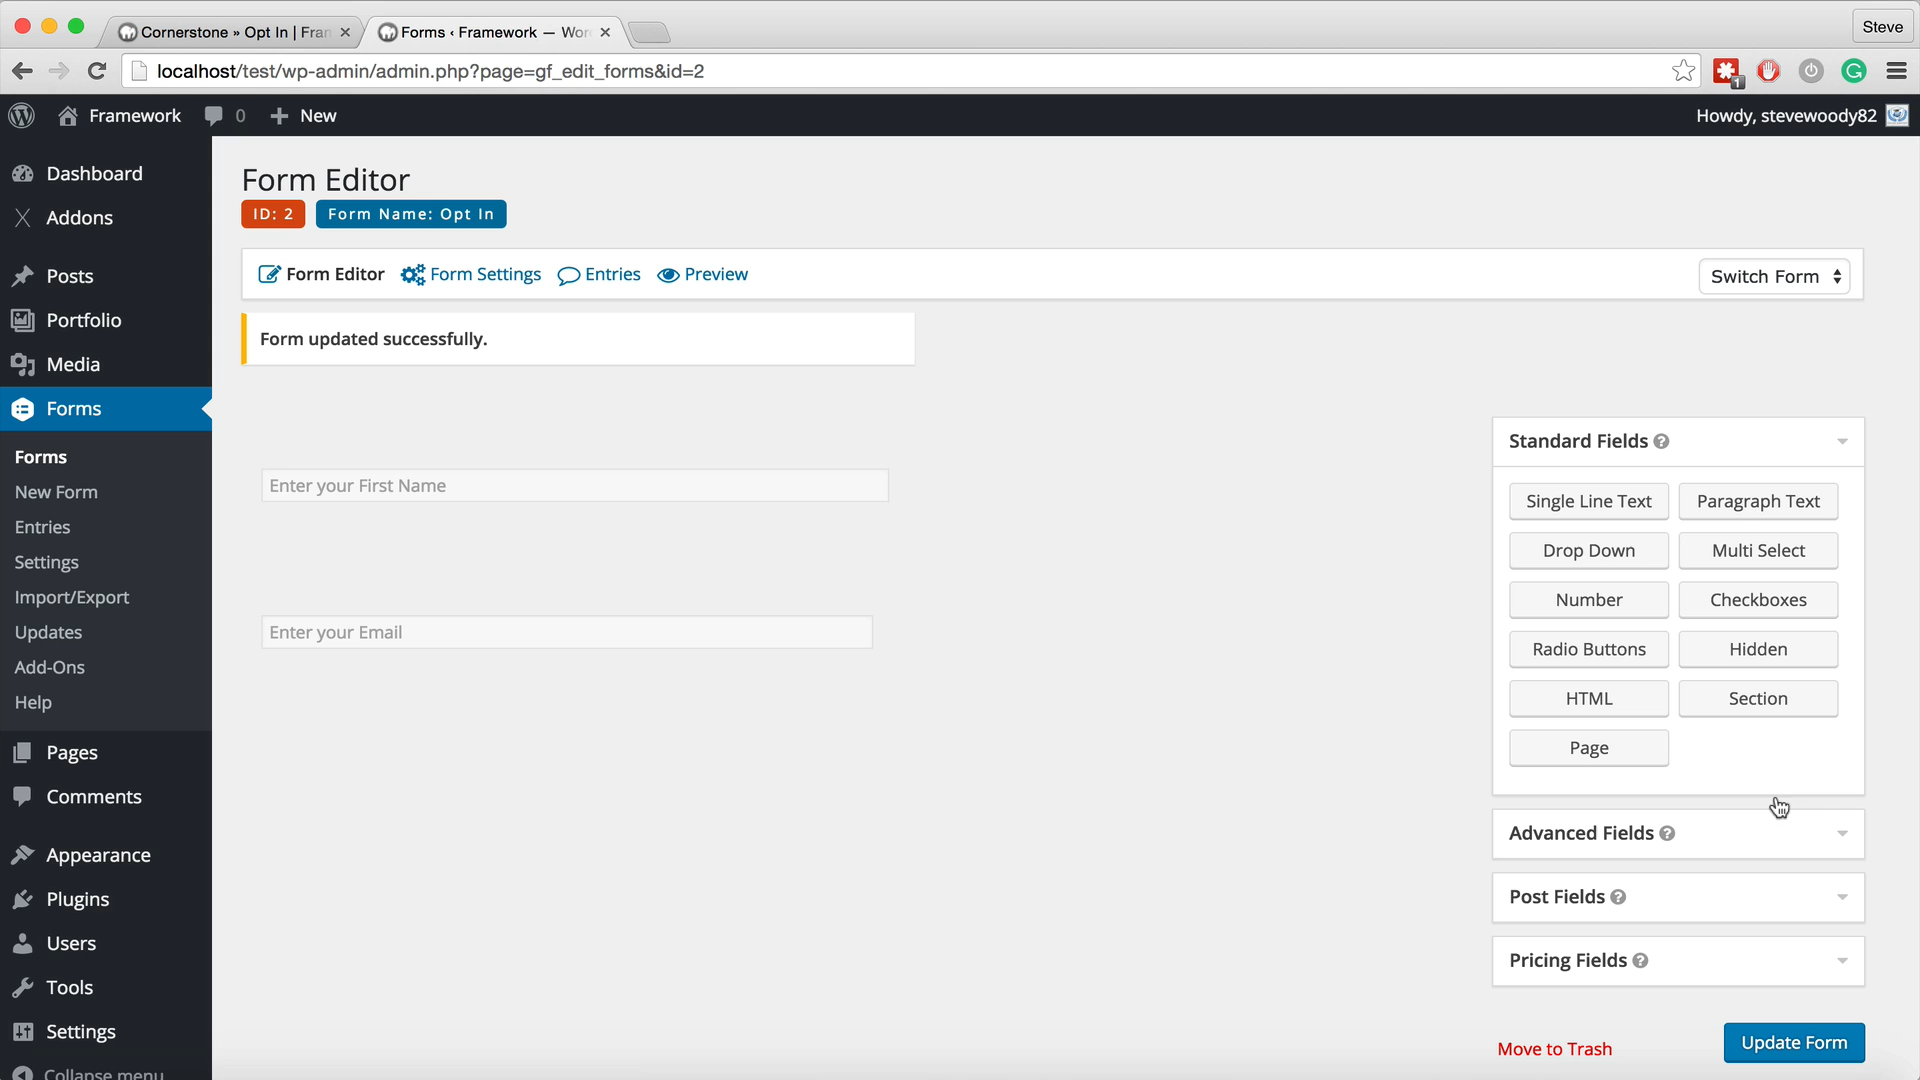 Cornerstone » Opt In | Fran
Forms ‹ Framework — Wor
Steve
localhost/test/wp-admin/admin.php?page=gf_edit_forms&id=2
1
Framework
0
New
Howdy, stevewoody82
Dashboard
Addons
Posts
Portfolio
Media
Forms
Forms
New Form
Entries
Settings
Import/Export
Updates
Add-Ons
Help
Pages
Comments
Appearance
Plugins
Users
Tools
Settings
Collapse menu
Form Editor
ID: 2
Form Name: Opt In
Form Editor
Form Settings
Entries
Preview
Switch Form
Form updated successfully.
Enter your First Name
Enter your Email
Standard Fields
Single Line Text
Paragraph Text
Drop Down
Multi Select
Number
Checkboxes
Radio Buttons
Hidden
HTML
Section
Page
Advanced Fields
Post Fields
Pricing Fields
Move to Trash
Update Form